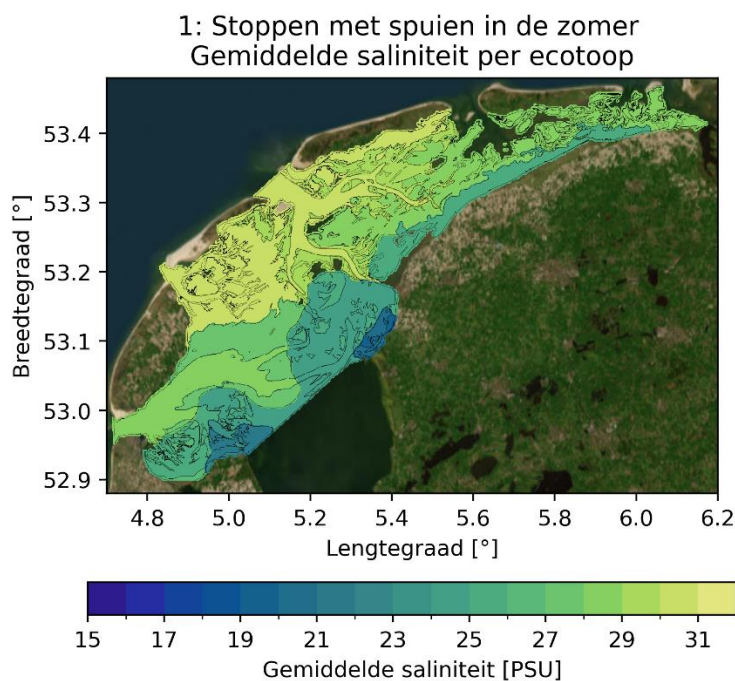 1: Stoppen met spuien in de zomer
Gemiddelde saliniteit per ecotoop
53.4
53.3
53.2
53.1
53.0
52.9
Breedtegraad [°]
4.8 5.0 5.2 5.4 5.6 5.8 6.0 6.2
Lengtegraad [°]
15 17 19 21 23 25 27 29 31
Gemiddelde saliniteit [PSU]